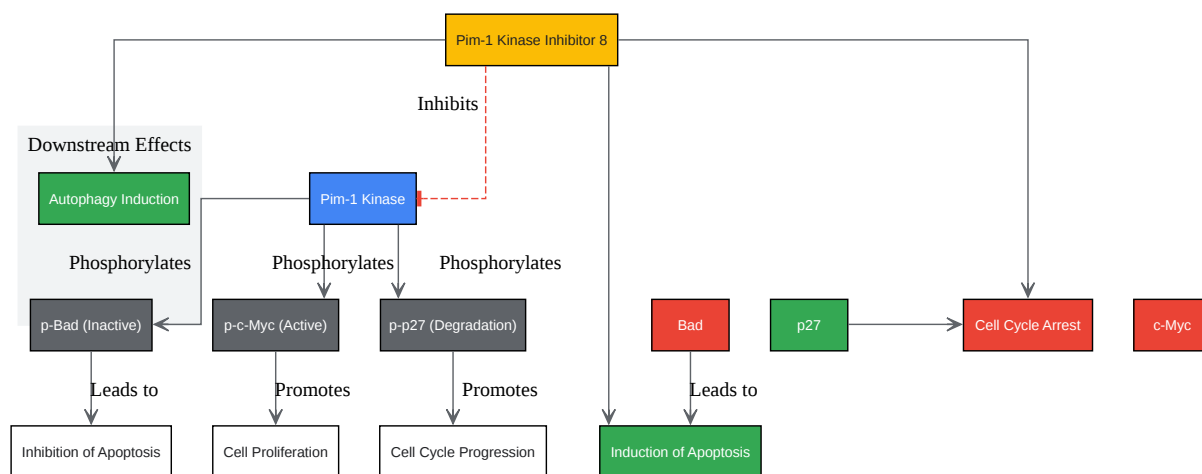 Pim-1 Kinase Inhibitor 8
Inhibits
Downstream Effects
Autophagy Induction
Pim-1 Kinase
Phosphorylates
Phosphorylates
Phosphorylates
p-Bad (Inactive)
p-c-Myc (Active)
p-p27 (Degradation)
Bad
p27
Cell Cycle Arrest
c-Myc
Leads to
Promotes
Promotes
Leads to
Inhibition of Apoptosis
Cell Proliferation
Cell Cycle Progression
Induction of Apoptosis